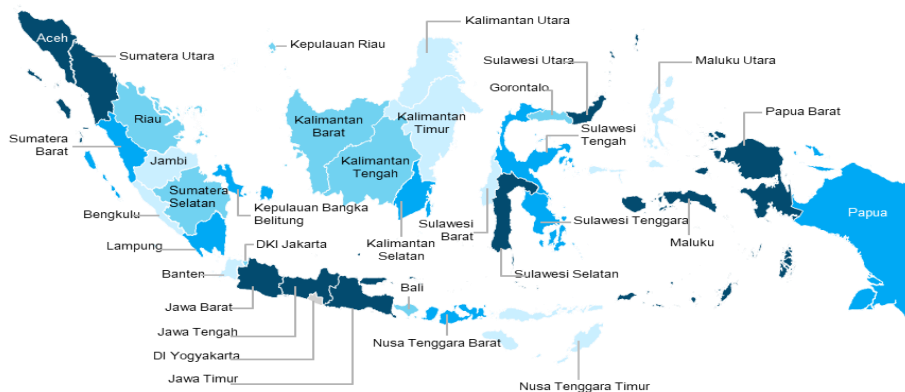 Aceh
Sumatera Utara
Kepulauan Riau
Kalimantan Utara
Sulawesi Utara
Maluku Utara
Gorontalo
Papua Barat
Riau
Kalimantan
Barat
Kalimantan
Timur
Sumatera
Barat
Sulawesi
Tengah
Jambi
Kalimantan
Tengah
Sumatera
Selatan
Bengkulu
Kepulauan Bangka
Belitung
Sulawesi
Barat
Sulawesi Tenggara
Papua
Lampung
DKI Jakarta
Kalimantan
Selatan
Maluku
Banten
Sulawesi Selatan
Bali
Jawa Barat
Jawa Tengah
Nusa Tenggara Barat
DI Yogyakarta
Jawa Timur
Nusa Tenggara Timur